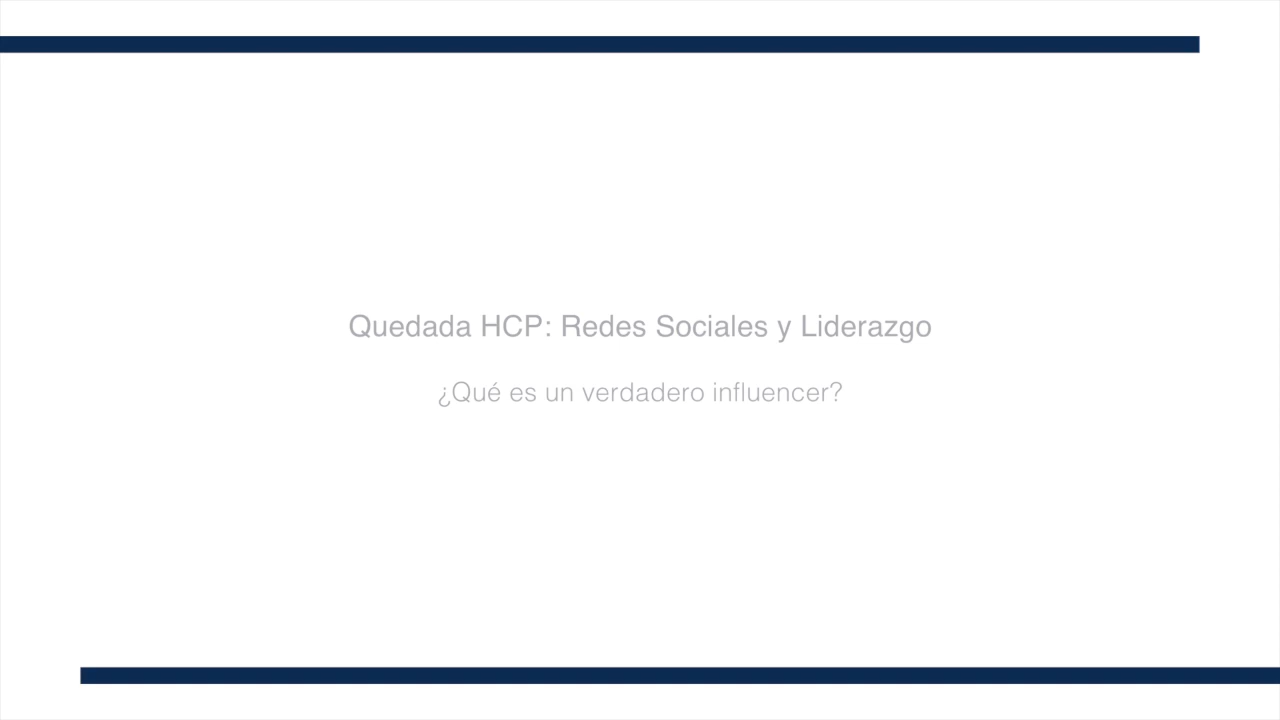 Quedada HCP: Redes Sociales y Liderazgo
¿Qué es un verdadero influencer?